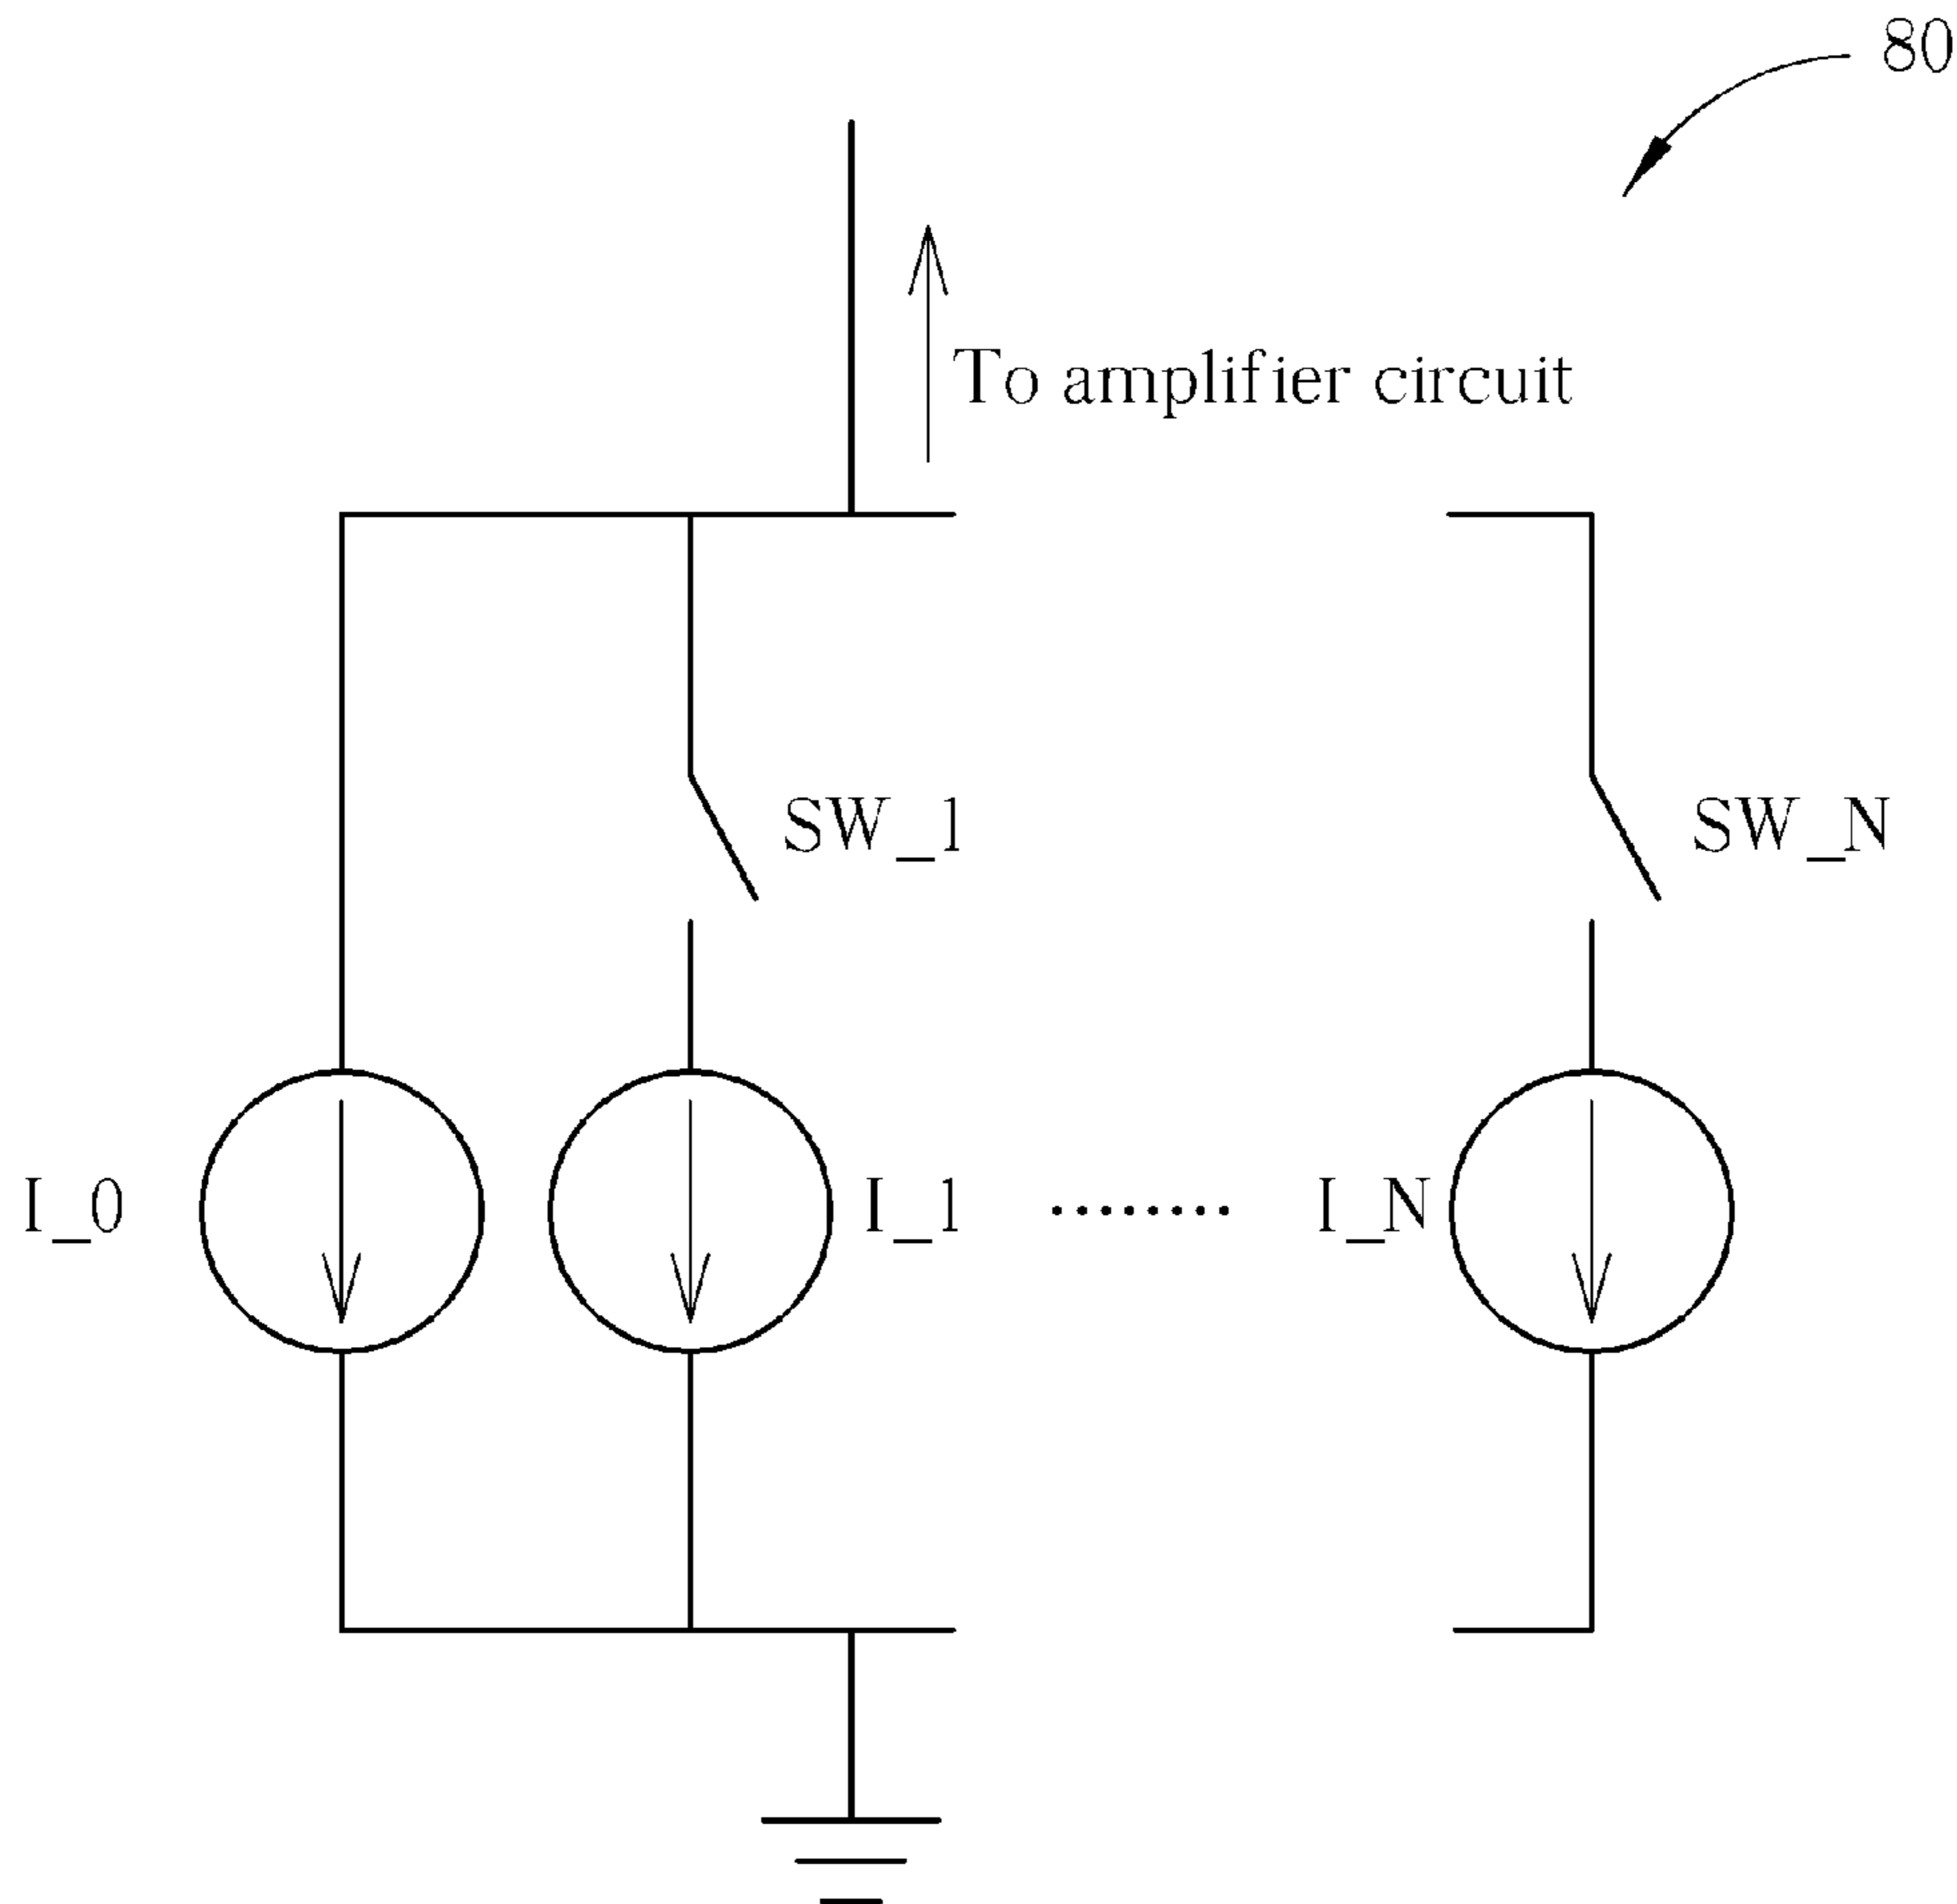 80
To amplifier circuit
SW_1
SW_N
I_0
I_1
........
I_N